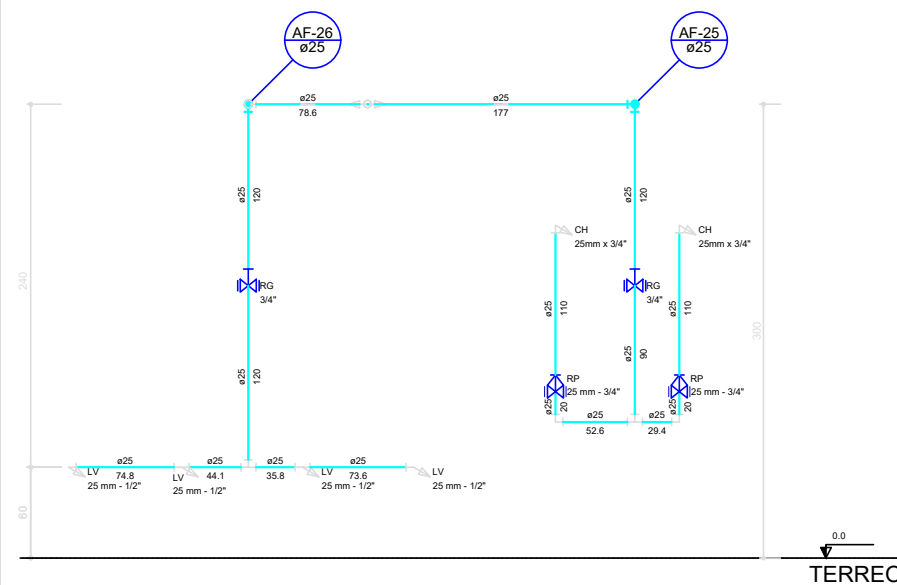 AF-26
ø25
AF-25
ø25
ø25
78.6
ø25
177
ø25
120
ø25
120
CH
25mm x 3/4"
CH
25mm x 3/4"
240
RG
3/4"
RG
3/4"
ø25
110
ø25
110
300
ø25
120
ø25
90
RP
25 mm - 3/4"
RP
25 mm - 3/4"
ø25
20
ø25
20
ø25
52.6
ø25
29.4
ø25
74.8
ø25
44.1
ø25
35.8
ø25
73.6
LV
25 mm - 1/2"
LV
25 mm - 1/2"
LV
25 mm - 1/2"
LV
25 mm - 1/2"
60
0.0